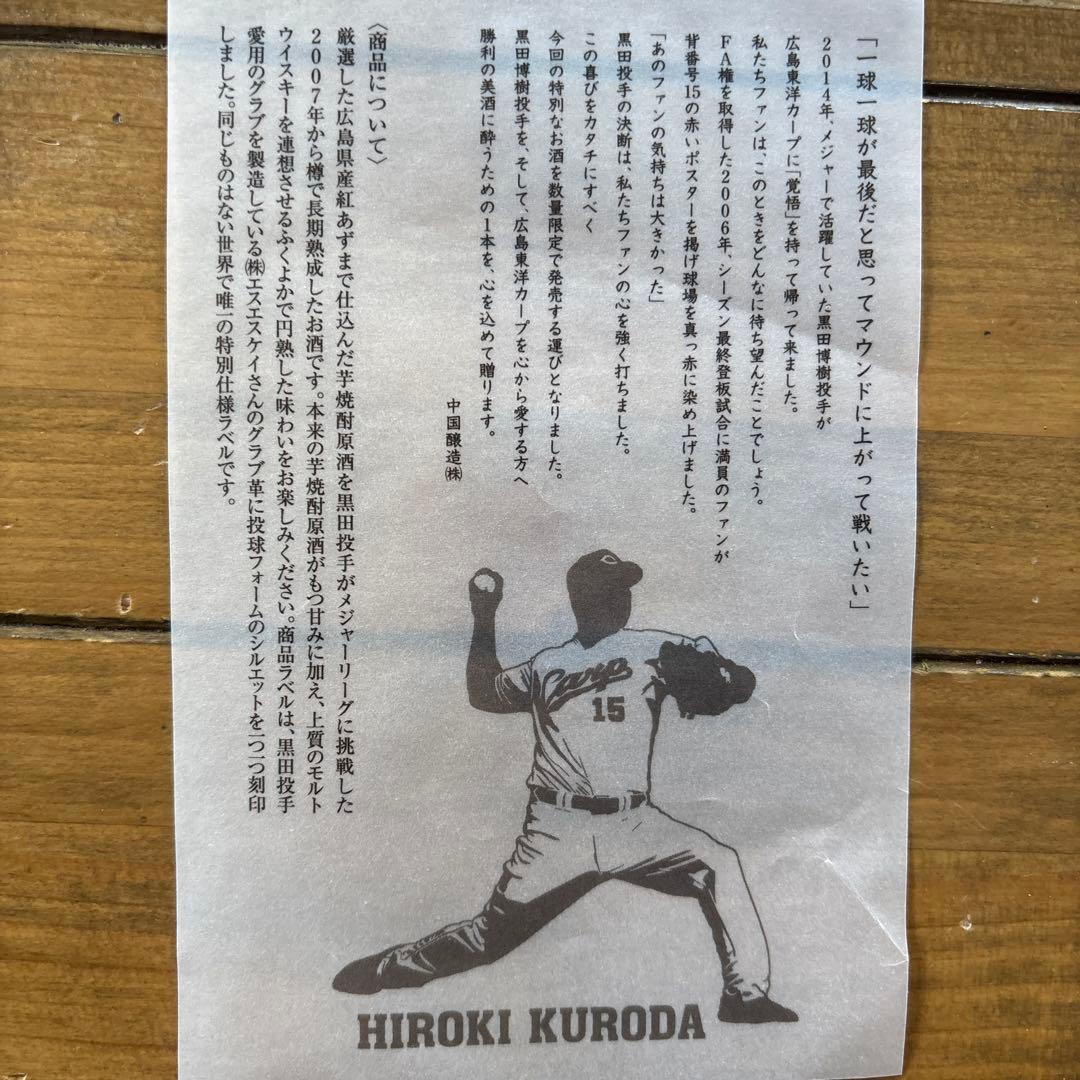 「一球一球が最後だと思ってマウンドに上がって戦いたい」
2014年、メジャーで活躍していた黒田博樹投手が
広島東洋カープに「覚悟」を持って帰って来ました。
私たちファンは、このときをどんなに待ち望んだことでしょう。
FA権を取得した2006年、シーズン最終登板試合に満員のファンが
背番号15の赤いポスターを掲げ球場を真っ赤に染め上げました。
「あのファンの気持ちは大きかった」
黒田投手の決断は、私たちファンの心を強く打ちました。
この喜びをカタチにすべく
今回の特別なお酒を数量限定で発売する運びとなりました。
黒田博樹投手を、そして、広島東洋カープを心から愛する方へ
勝利の美酒に酔うための1本を、心を込めて贈ります。
中国醸造㈱
〈商品について〉
厳選した広島県産紅あずまで仕込んだ芋焼酎原酒を黒田投手がメジャーリーグに挑戦した
2007年から樽で長期熟成したお酒です。本来の芋焼酎原酒がもつ甘みに加え、上質のモルト
ウイスキーを連想させるふくよかで円熟した味わいをお楽しみください。商品ラベルは、黒田投手
愛用のグラブを製造している㈱エスエスケイさんのグラブ革に投球フォームのシルエットを一つ一つ刻印
しました。同じものはない世界で唯一の特別仕様ラベルです。
Carp
15
HIROKI KURODA